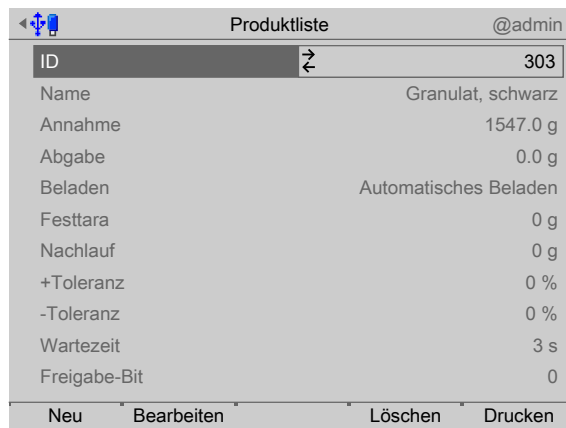 Produktliste @admin
ID 303
Name Granulat, schwarz
Annahme 1547.0 g
Abgabe 0.0 g
Beladen Automatisches Beladen
Festtara 0 g
Nachlauf 0 g
+Toleranz 0 %
-Toleranz 0 %
Wartezeit 3 s
Freigabe-Bit 0
Neu Bearbeiten Löschen Drucken